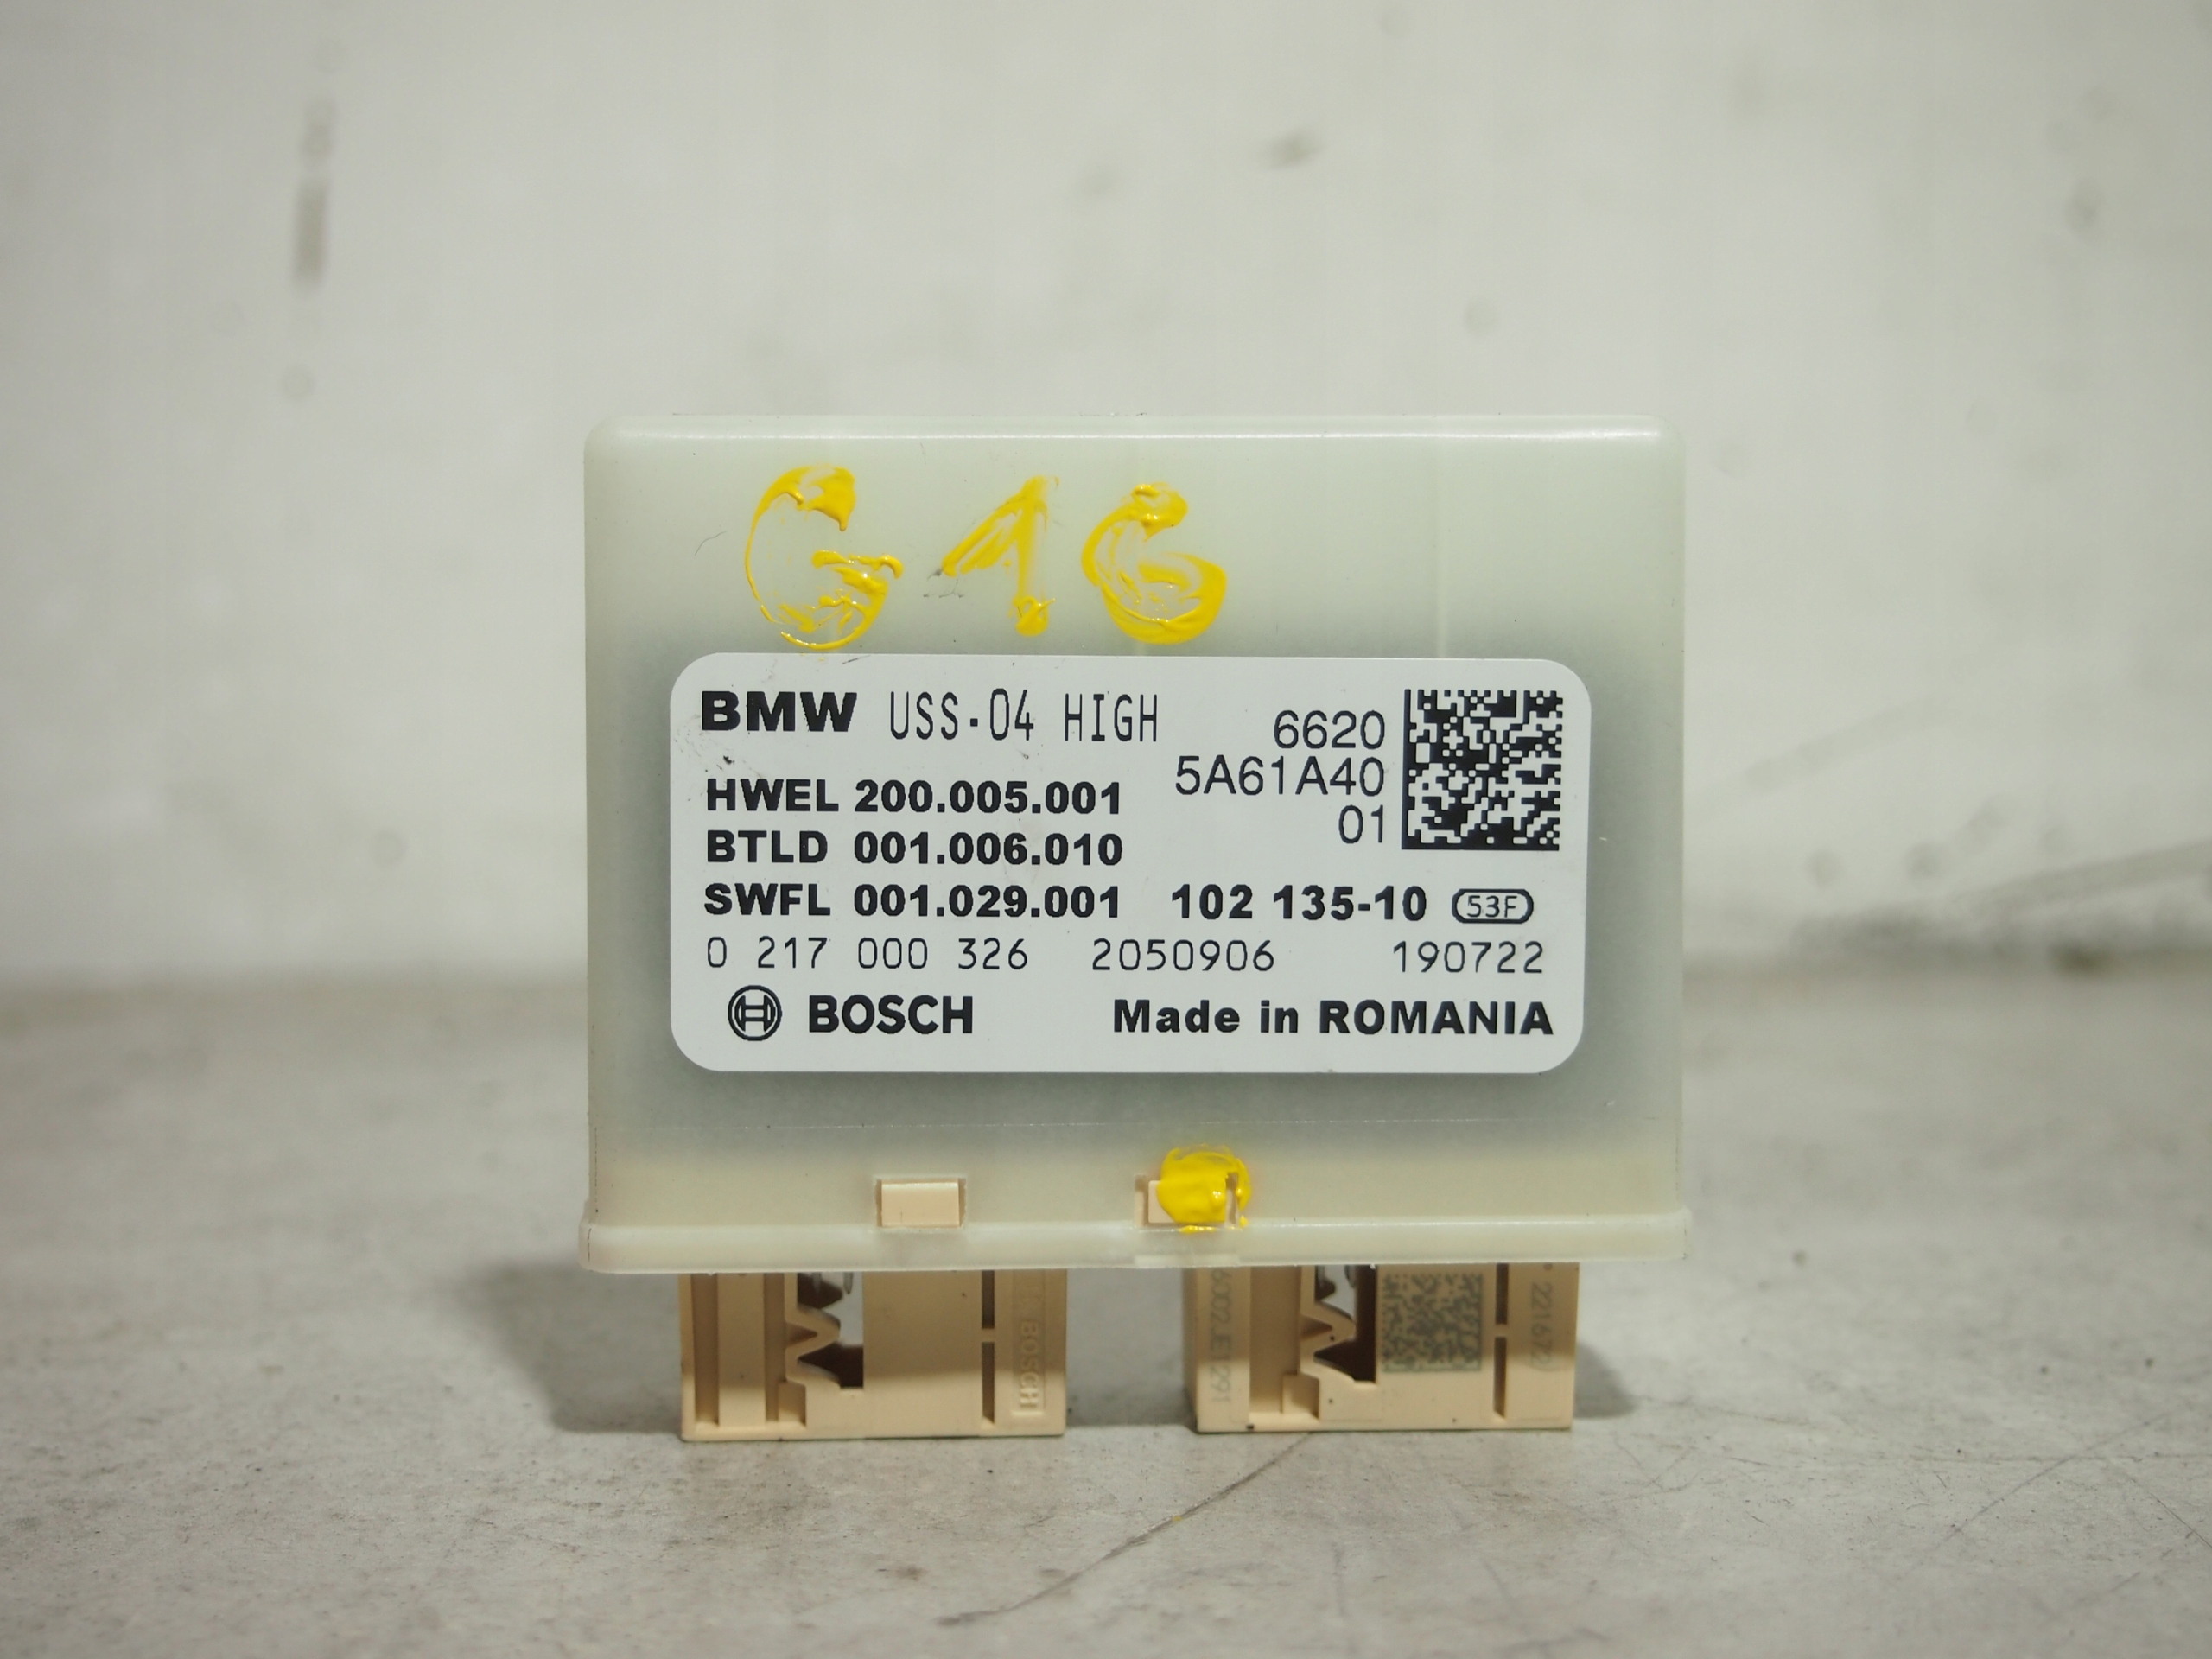 G16
BMW USS-04 HIGH
6620
5A61A40
01
HWEL 200.005.001
BTLD 001.006.010
SWFL 001.029.001 102 135-10 53F
0 217 000 326 2050906 190722
BOSCH Made in ROMANIA
BOSCH